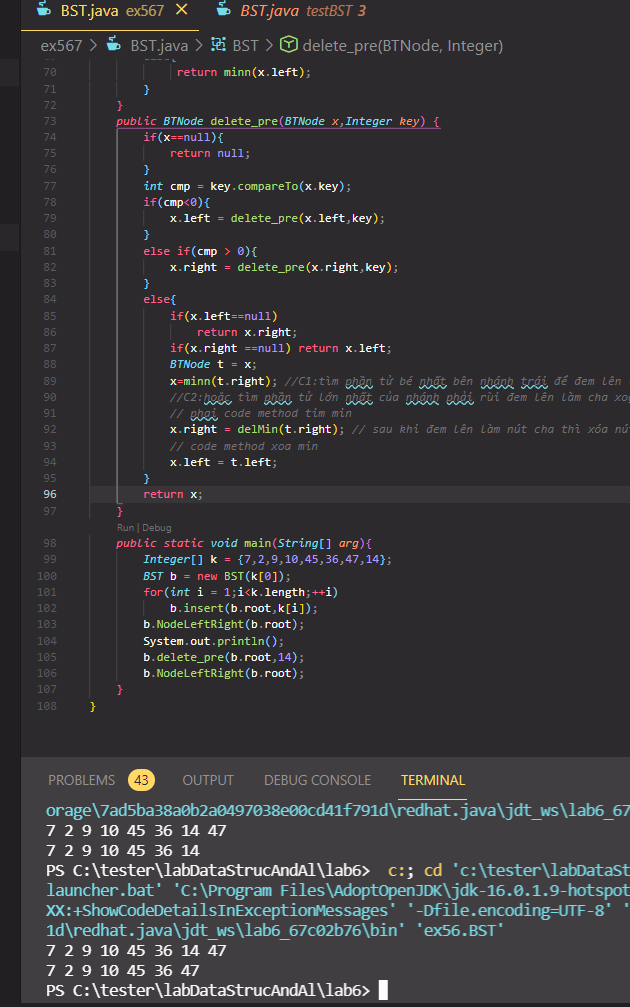 BST.java ex567 × BST.java testBST 3
ex567 > BST.java > BST > delete_pre(BTNode, Integer)
70 return minn(x.left);
71 }
72 }
73 public BTNode delete_pre(BTNode x,Integer key) {
74 if(x==null){
75 return null;
76 }
77 int cmp = key.compareTo(x.key);
78 if(cmp<0){
79 x.left = delete_pre(x.left,key);
80 }
81 else if(cmp > 0){
82 x.right = delete_pre(x.right,key);
83 }
84 else{
85 if(x.left==null)
86 return x.right;
87 if(x.right ==null) return x.left;
88 BTNode t = x;
89 x=minn(t.right); //C1:tìm phần tử bé nhất bên nhánh trái để đem lên
90 //C2:hoặc tìm phần tử lớn nhất của nhánh phải rùi đem lên làm cha xo
91 // phai code method tim min
92 x.right = delMin(t.right); // sau khi đem lên làm nút cha thì xóa nú
93 // code method xoa min
94 x.left = t.left;
95 }
96 return x;
97 }
Run | Debug
98 public static void main(String[] arg){
99 Integer[] k = {7,2,9,10,45,36,47,14};
100 BST b = new BST(k[0]);
101 for(int i = 1;i<k.length;++i)
102 b.insert(b.root,k[i]);
103 b.NodeLeftRight(b.root);
104 System.out.println();
105 b.delete_pre(b.root,14);
106 b.NodeLeftRight(b.root);
107 }
108 }
PROBLEMS 43 OUTPUT DEBUG CONSOLE TERMINAL
orage\7ad5ba38a0b2a0497038e00cd41f791d\redhat.java\jdt_ws\lab6_67
7 2 9 10 45 36 14 47
7 2 9 10 45 36 14
PS C:\tester\labDataStrucAndAl\lab6> c:; cd 'c:\tester\labDataSt
launcher.bat' 'C:\Program Files\AdoptOpenJDK\jdk-16.0.1.9-hotspot
XX:+ShowCodeDetailsInExceptionMessages' '-Dfile.encoding=UTF-8' '
1d\redhat.java\jdt_ws\lab6_67c02b76\bin' 'ex56.BST'
7 2 9 10 45 36 14 47
7 2 9 10 45 36 47
PS C:\tester\labDataStrucAndAl\lab6>